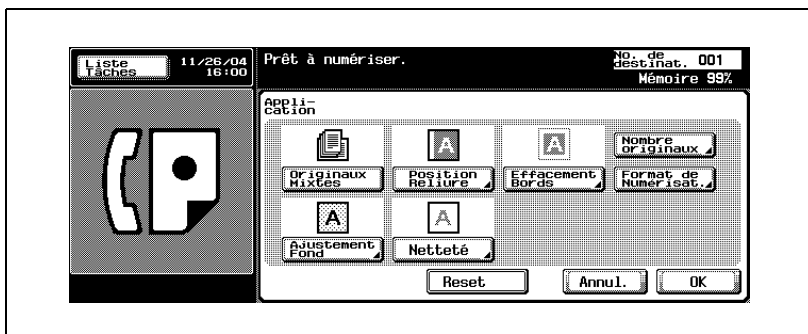 Liste
Tâches
11/26/04
16:00
Prêt à numériser.
No. de
destinat. 001
Mémoire 99%
Appli-
cation
Originaux
Mixtes
Position
Reliure
Effacement
Bords
Nombre
originaux
Format de
Numérisat.
Ajustement
Fond
Netteté
Reset
Annul.
OK